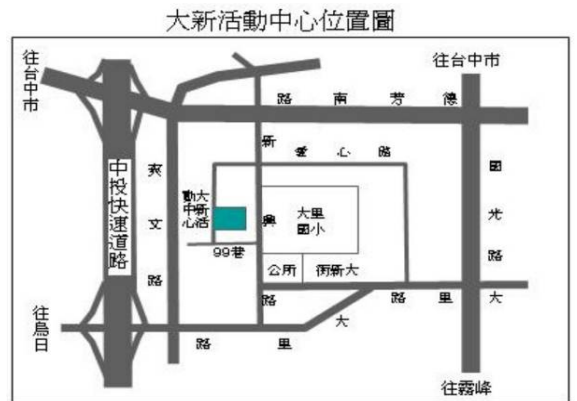 大新活動中心位置圖
往台中市
往台中市
路南芳德
新興路
愛心路
國光路
中投快速道路
爽文路
大新活動中心
大里國小
99巷
公所
街新大
路里大
路里大
往烏日
往霧峰